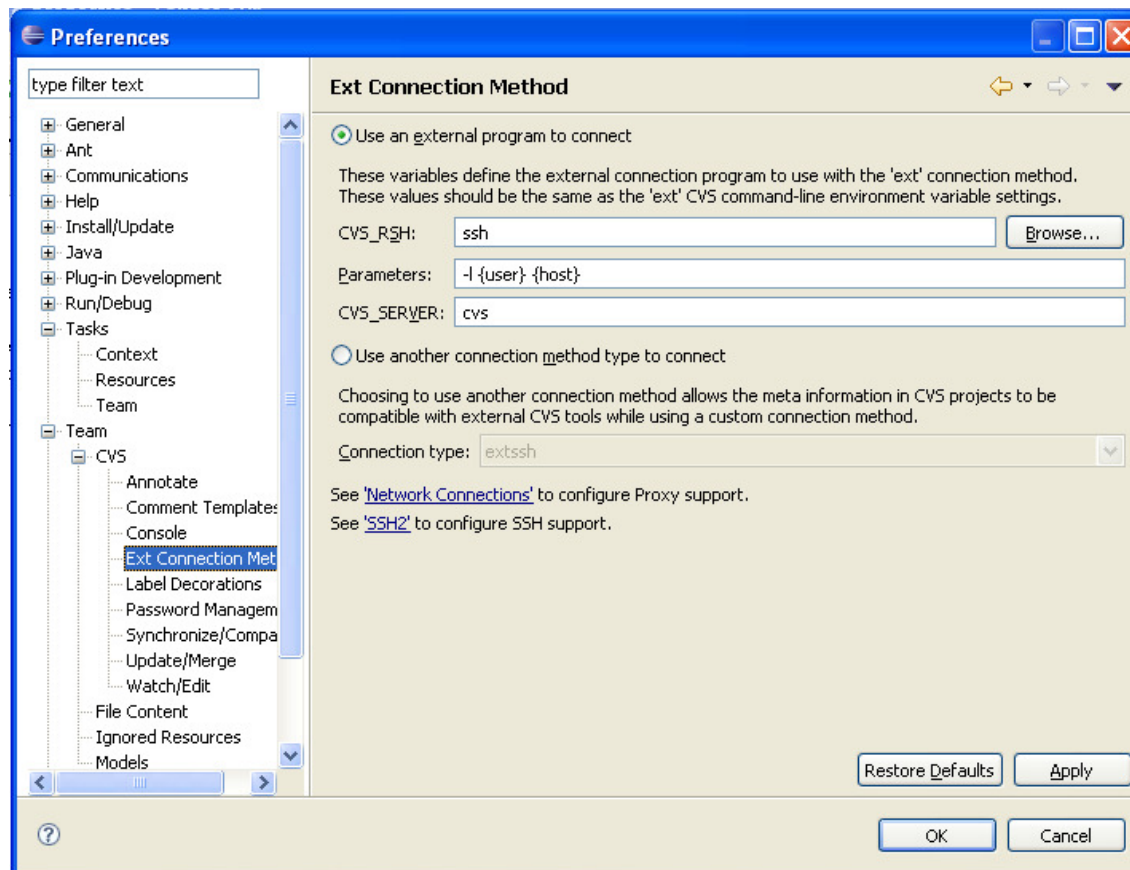 Preferences
type filter text
General
Ant
Communications
Help
Install/Update
Java
Plug-in Development
Run/Debug
Tasks
Context
Resources
Team
Team
CVS
Annotate
Comment Templates
Console
Ext Connection Met
Label Decorations
Password Managem
Synchronize/Compa
Update/Merge
Watch/Edit
File Content
Ignored Resources
Models
Ext Connection Method
Use an external program to connect
These variables define the external connection program to use with the 'ext' connection method.
These values should be the same as the 'ext' CVS command-line environment variable settings.
CVS_RSH: ssh Browse...
Parameters: -l {user} {host}
CVS_SERVER: cvs
Use another connection method type to connect
Choosing to use another connection method allows the meta information in CVS projects to be
compatible with external CVS tools while using a custom connection method.
Connection type: extssh
See 'Network Connections' to configure Proxy support.
See 'SSH2' to configure SSH support.
Restore Defaults Apply
OK Cancel